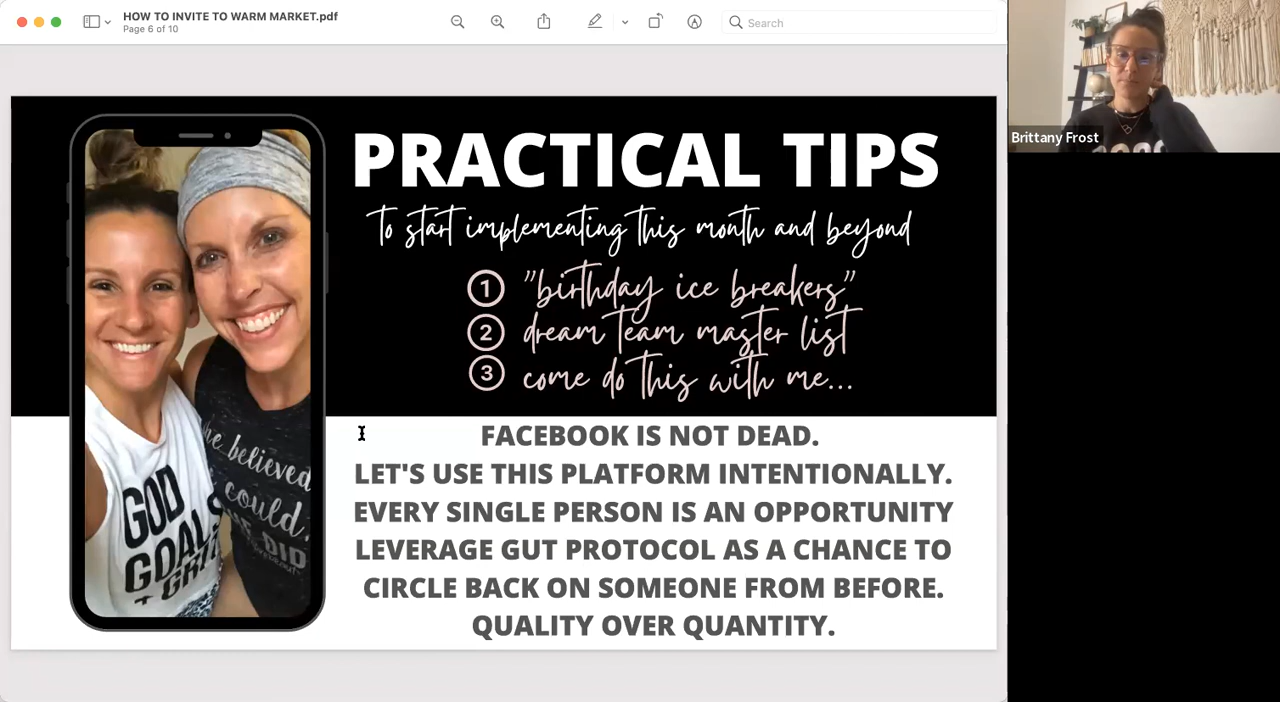 HOW TO INVITE TO WARM MARKET.pdf
Page 6 of 10
Search
Brittany Frost
PRACTICAL TIPS
to start implementing this month and beyond
1 "birthday ice breakers"
2 dream team master list
3 come do this with me...
he believed
could
DID
GOD
GOALS
GRIT
FACEBOOK IS NOT DEAD.
LET'S USE THIS PLATFORM INTENTIONALLY.
EVERY SINGLE PERSON IS AN OPPORTUNITY
LEVERAGE GUT PROTOCOL AS A CHANCE TO
CIRCLE BACK ON SOMEONE FROM BEFORE.
QUALITY OVER QUANTITY.